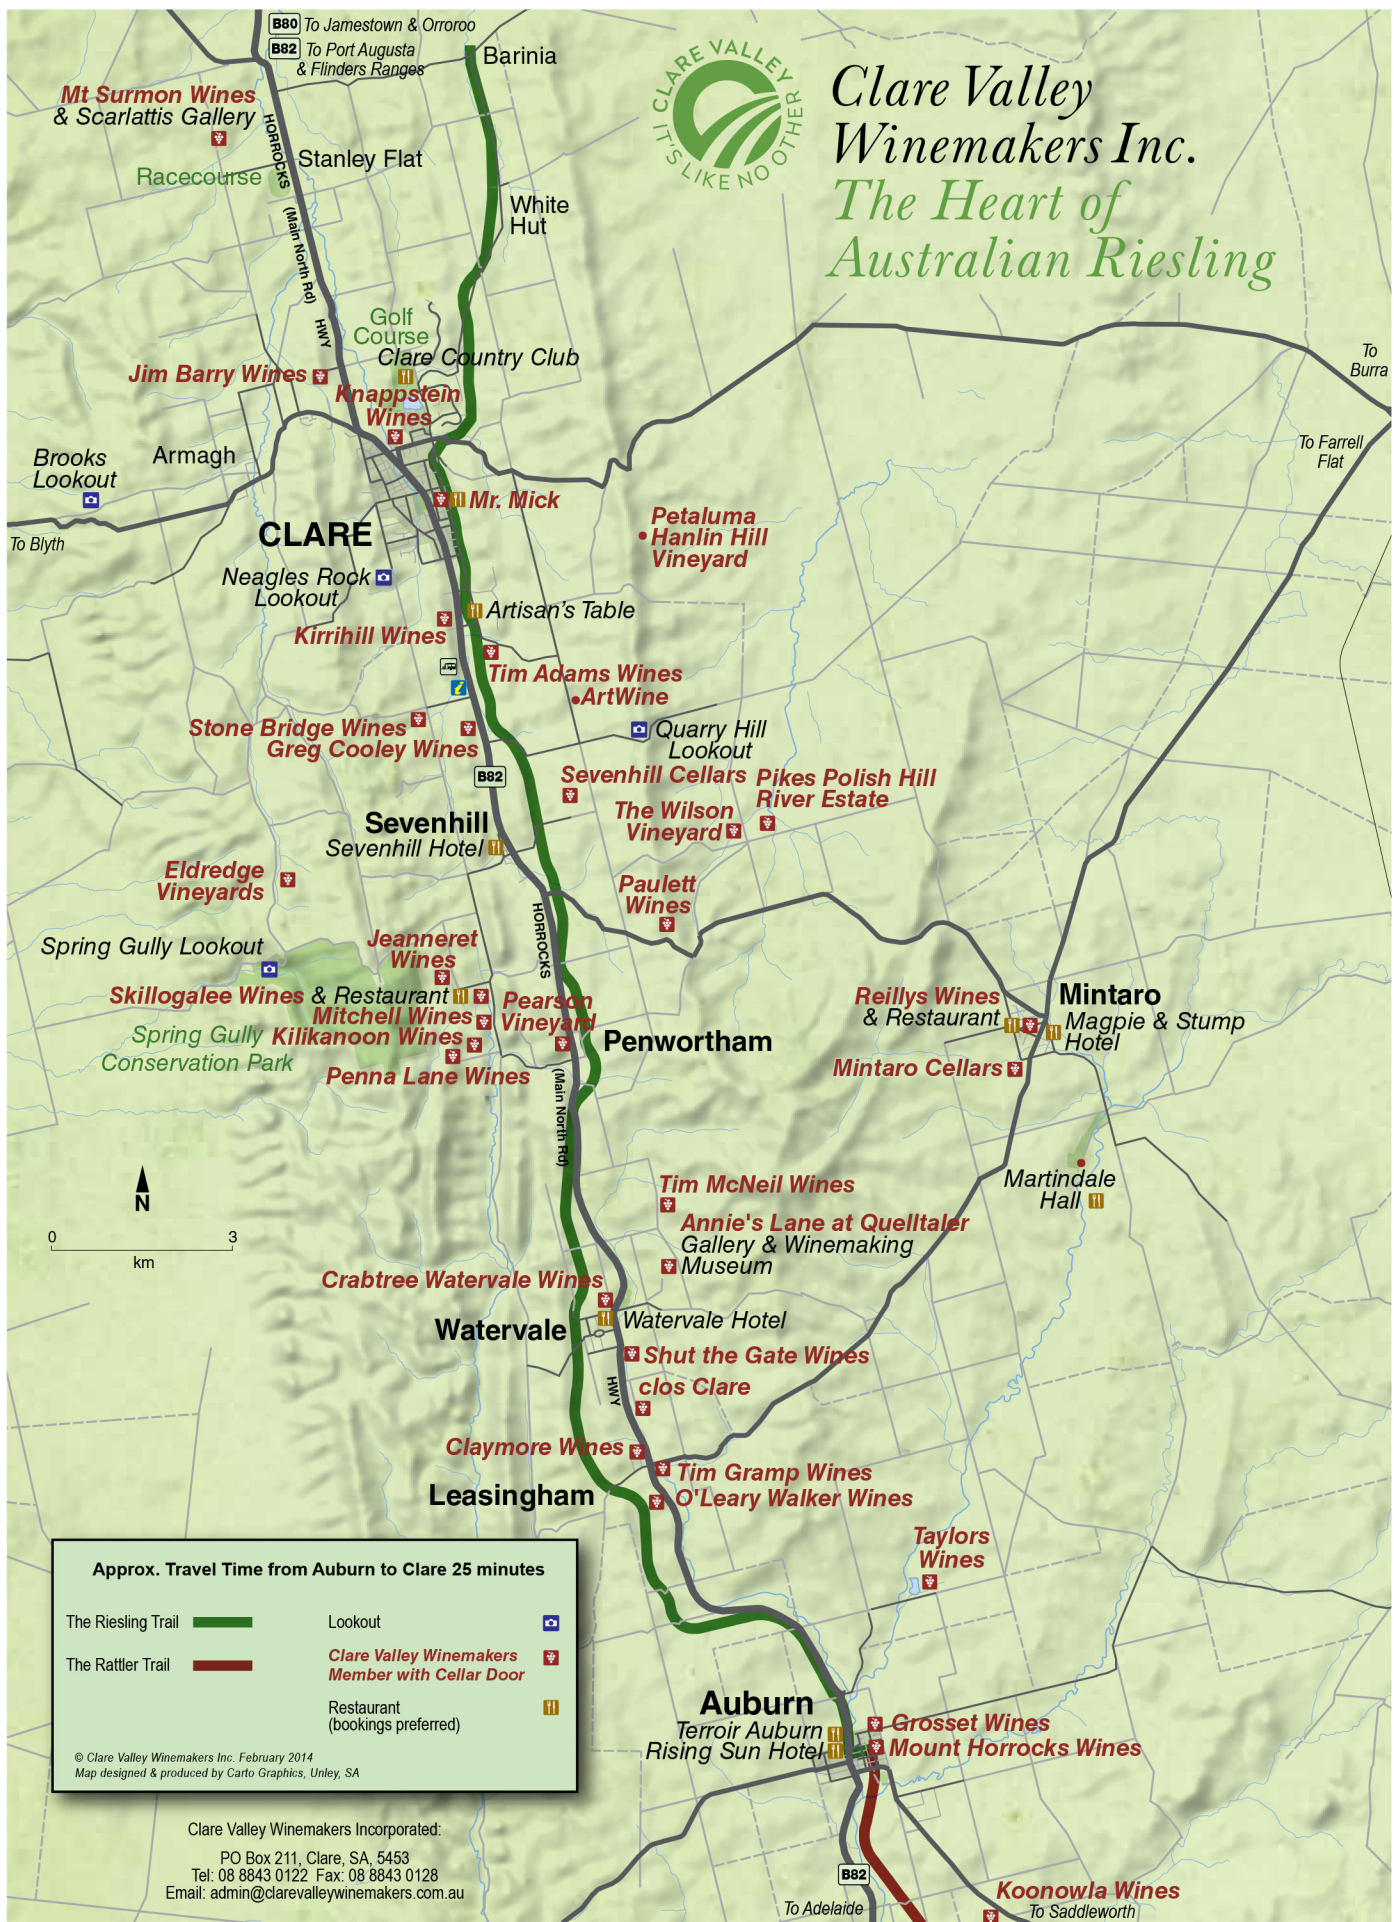 B80 To Jamestown & Orroroo
B82 To Port Augusta
& Flinders Ranges
Barinia
CLARE VALLEY
IT'S LIKE NO OTHER
Clare Valley
Winemakers Inc.
The Heart of
Australian Riesling
Mt Surmon Wines
& Scarlattis Gallery
HORROCKS
Stanley Flat
Racecourse
White
Hut
(Main North Rd)
HWY
Golf
Course
Clare Country Club
Jim Barry Wines
Knappstein
Wines
To
Burra
To Farrell
Flat
Brooks
Lookout
Armagh
To Blyth
Mr. Mick
CLARE
Petaluma
Hanlin Hill
Vineyard
Neagles Rock
Lookout
Artisan's Table
Kirrihill Wines
Tim Adams Wines
ArtWine
Stone Bridge Wines
Greg Cooley Wines
Quarry Hill
Lookout
B82
Sevenhill Cellars
Pikes Polish Hill
River Estate
The Wilson
Vineyard
Sevenhill
Sevenhill Hotel
Eldredge
Vineyards
Paulett
Wines
HORROCKS
Spring Gully Lookout
Jeanneret
Wines
Skillogalee Wines & Restaurant
Mitchell Wines
Pearson
Vineyard
Spring Gully
Conservation Park
Kilikanoon Wines
Penna Lane Wines
Penwortham
Reillys Wines
& Restaurant
Mintaro
Magpie & Stump
Hotel
Mintaro Cellars
(Main North Rd)
N
0 3
km
Martindale
Hall
Tim McNeil Wines
Annie's Lane at Quelltaler
Gallery & Winemaking
Museum
Crabtree Watervale Wines
Watervale
Watervale Hotel
Shut the Gate Wines
HWY
clos Clare
Claymore Wines
Tim Gramp Wines
Leasingham
O'Leary Walker Wines
Taylors
Wines
Approx. Travel Time from Auburn to Clare 25 minutes
The Riesling Trail
The Rattler Trail
Lookout
Clare Valley Winemakers
Member with Cellar Door
Restaurant
(bookings preferred)
© Clare Valley Winemakers Inc. February 2014
Map designed & produced by Carto Graphics, Unley, SA
Auburn
Terroir Auburn
Rising Sun Hotel
Grosset Wines
Mount Horrocks Wines
Clare Valley Winemakers Incorporated:
PO Box 211, Clare, SA, 5453
Tel: 08 8843 0122 Fax: 08 8843 0128
Email: admin@clarevalleywinemakers.com.au
B82
To Adelaide
Koonowla Wines
To Saddleworth